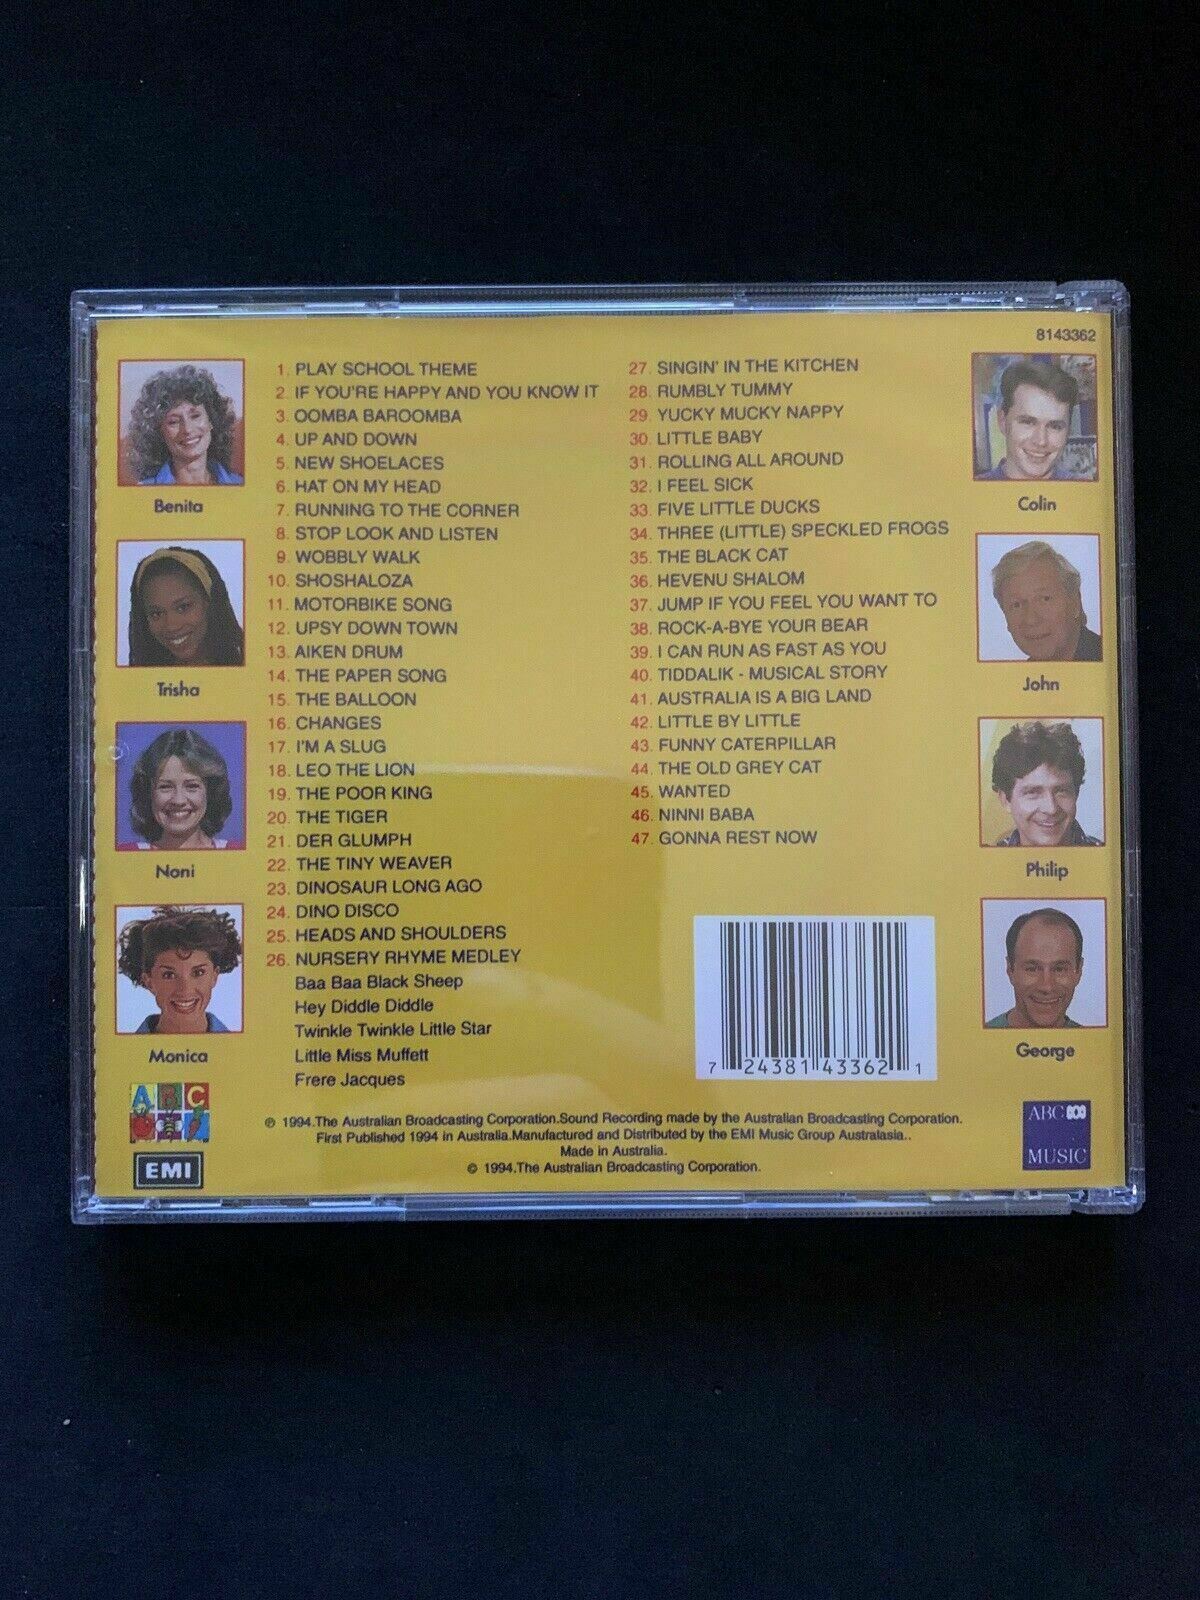 8143362
1. PLAY SCHOOL THEME
2. IF YOU'RE HAPPY AND YOU KNOW IT
3. OOMBA BAROOMBA
4. UP AND DOWN
5. NEW SHOELACES
6. HAT ON MY HEAD
7. RUNNING TO THE CORNER
8. STOP LOOK AND LISTEN
9. WOBBLY WALK
10. SHOSHALOZA
11. MOTORBIKE SONG
12. UPSY DOWN TOWN
13. AIKEN DRUM
14. THE PAPER SONG
15. THE BALLOON
16. CHANGES
17. I'M A SLUG
18. LEO THE LION
19. THE POOR KING
20. THE TIGER
21. DER GLUMPH
22. THE TINY WEAVER
23. DINOSAUR LONG AGO
24. DINO DISCO
25. HEADS AND SHOULDERS
26. NURSERY RHYME MEDLEY
Baa Baa Black Sheep
Hey Diddle Diddle
Twinkle Twinkle Little Star
Little Miss Muffett
Frere Jacques
27. SINGIN' IN THE KITCHEN
28. RUMBLY TUMMY
29. YUCKY MUCKY NAPPY
30. LITTLE BABY
31. ROLLING ALL AROUND
32. I FEEL SICK
33. FIVE LITTLE DUCKS
34. THREE (LITTLE) SPECKLED FROGS
35. THE BLACK CAT
36. HEVENU SHALOM
37. JUMP IF YOU FEEL YOU WANT TO
38. ROCK-A-BYE YOUR BEAR
39. I CAN RUN AS FAST AS YOU
40. TIDDALIK - MUSICAL STORY
41. AUSTRALIA IS A BIG LAND
42. LITTLE BY LITTLE
43. FUNNY CATERPILLAR
44. THE OLD GREY CAT
45. WANTED
46. NINNI BABA
47. GONNA REST NOW
Benita
Trisha
Noni
Monica
Colin
John
Philip
George
7 24381 43362 1
ABC
EMI
℗ 1994.The Australian Broadcasting Corporation.Sound Recording made by the Australian Broadcasting Corporation.
First Published 1994 in Australia.Manufactured and Distributed by the EMI Music Group Australasia..
Made in Australia.
© 1994.The Australian Broadcasting Corporation.
ABC
MUSIC